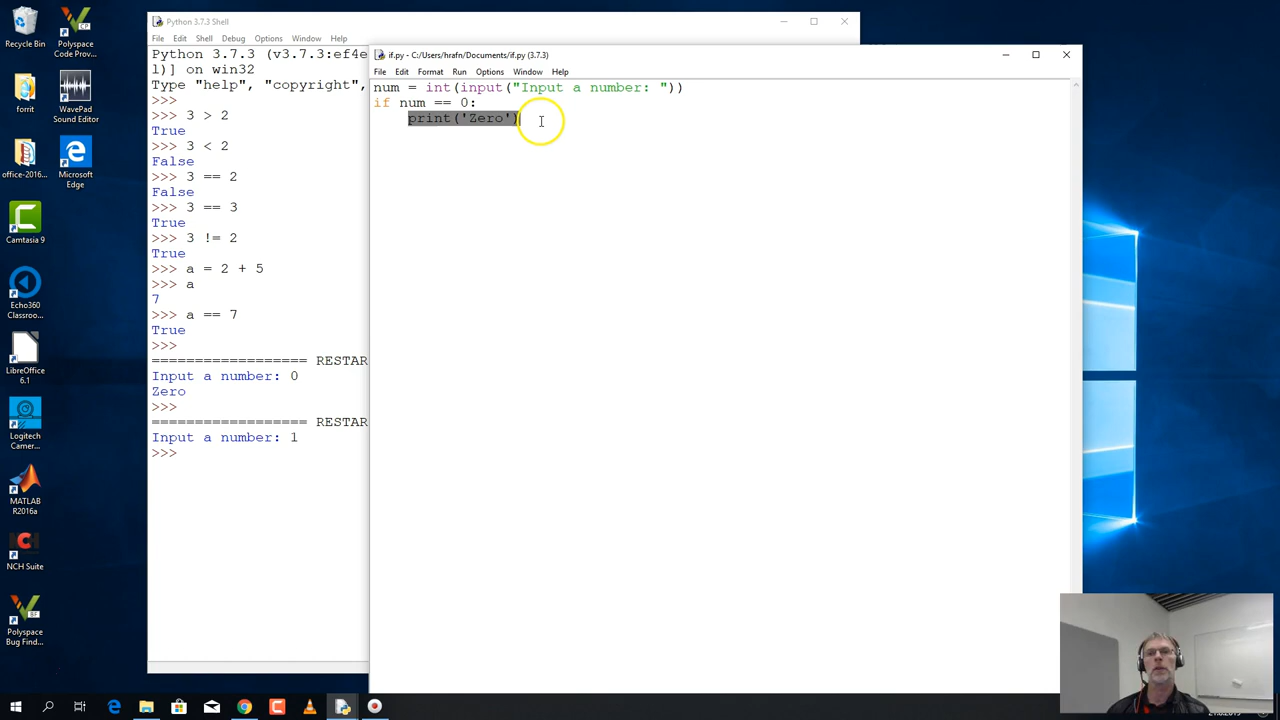 Recycle Bin
Polyspace Code Prov...
forrit
WavePad Sound Editor
office-2016...
Microsoft Edge
Camtasia 9
Echo360 Classroo...
LibreOffice 6.1
Logitech Camer...
MATLAB R2016a
NCH Suite
Polyspace Bug Find...
Python 3.7.3 Shell
File Edit Shell Debug Options Window Help
Python 3.7.3 (v3.7.3:ef4e
l)] on win32
Type "help", "copyright",
>>>
>>> 3 > 2
True
>>> 3 < 2
False
>>> 3 == 2
False
>>> 3 == 3
True
>>> 3 != 2
True
>>> a = 2 + 5
>>> a
7
>>> a == 7
True
>>>
================== RESTAR
Input a number: 0
Zero
>>>
================== RESTAR
Input a number: 1
>>>
if.py - C:/Users/hrafn/Documents/if.py (3.7.3)
File Edit Format Run Options Window Help
num = int(input("Input a number: "))
if num == 0:
    print('Zero')